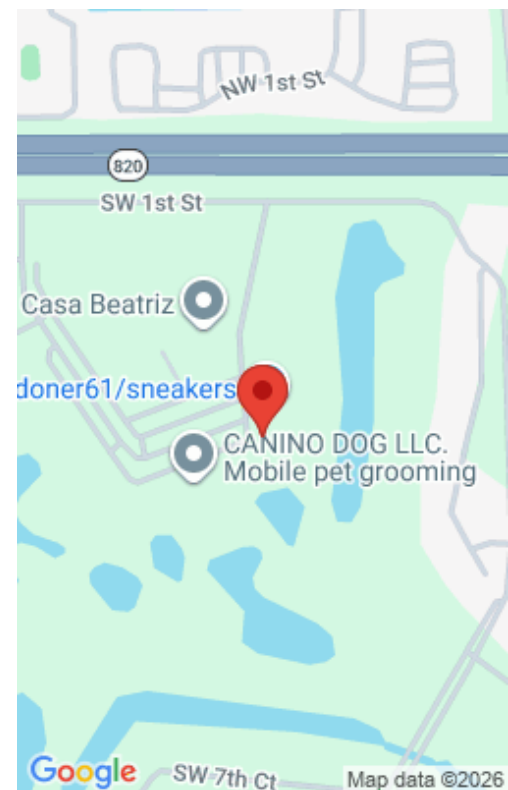 NW 1st St
820
SW 1st St
Casa Beatriz
doner61/sneakers
CANINO DOG LLC.
Mobile pet grooming
Google
SW 7th Ct
Map data ©2026